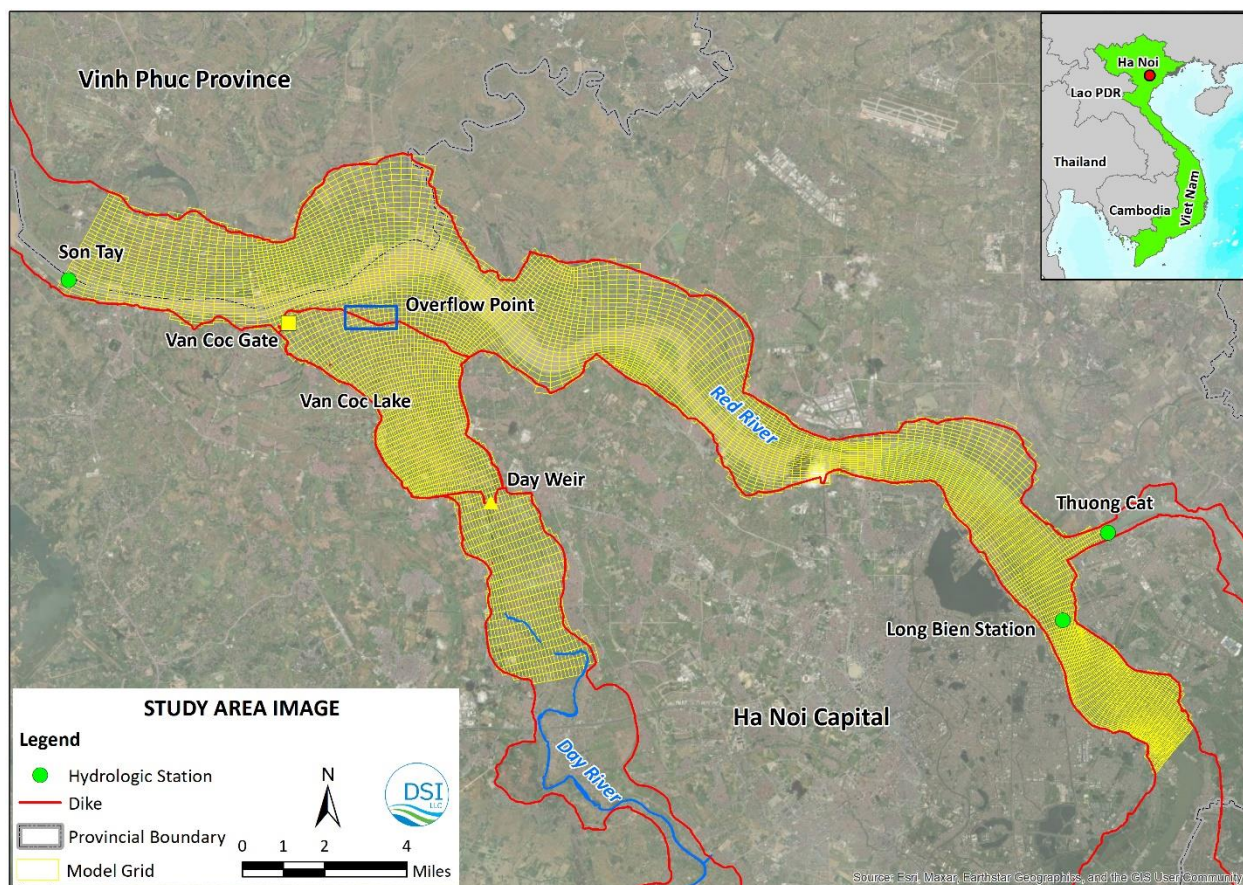 Vinh Phuc Province
Ha Noi
Lao PDR
Thailand
Cambodia
Viet Nam
Son Tay
Overflow Point
Van Coc Gate
Van Coc Lake
Red River
Day Weir
Thuong Cat
Long Bien Station
Ha Noi Capital
Day River
STUDY AREA IMAGE
Legend
Hydrologic Station
Dike
Provincial Boundary
Model Grid
N
DSI
LLC
0 1 2 4
Miles
Source: Esri, Maxar, Earthstar Geographics, and the GIS User Community